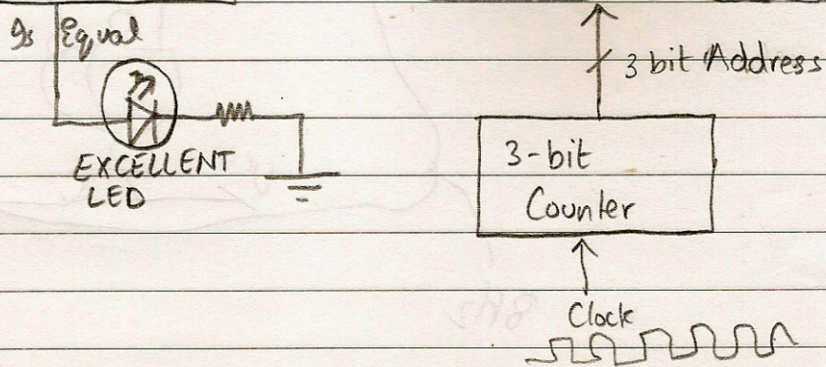 Is Equal
EXCELLENT
LED
3 bit Address
3-bit
Counter
Clock